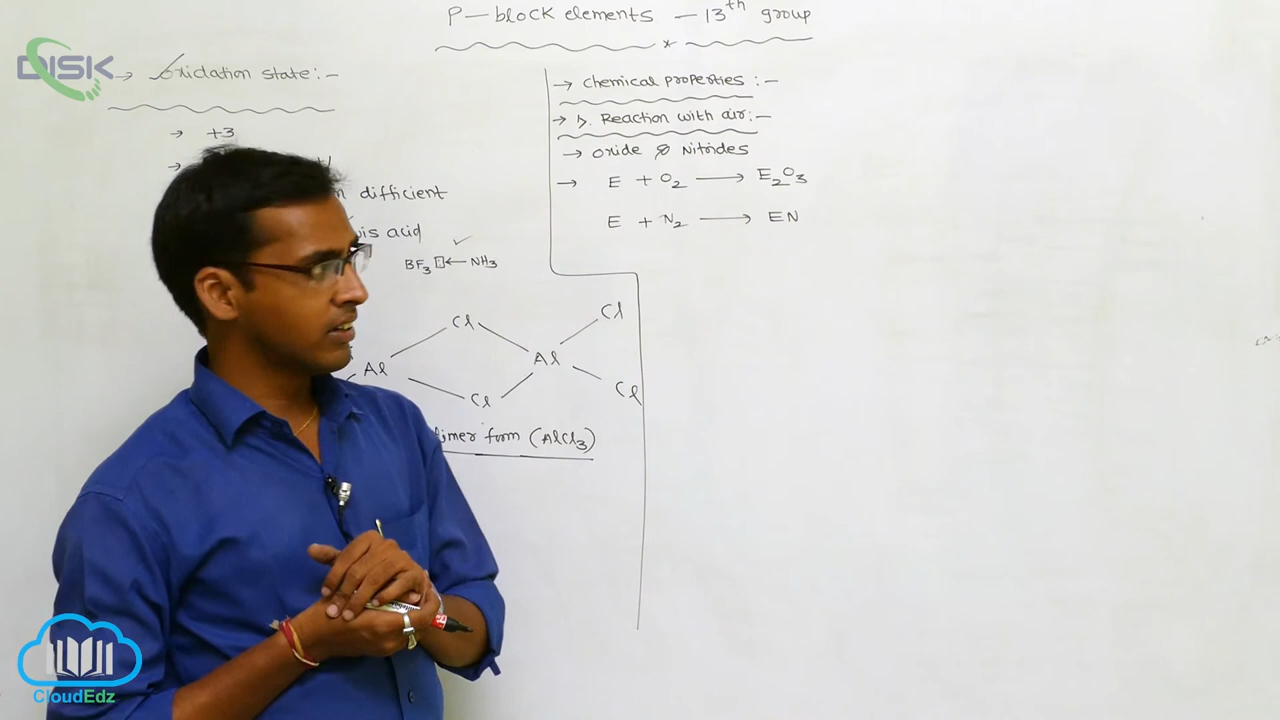 P — block elements — 13th group
DISK
→ Oxidation state:-
→ +3
→
difficient
acid
BF3 ← NH3
Cl Cl
Al Al
Cl Cl
dimer form (AlCl3)
→ Chemical properties :-
→ 1). Reaction with air:-
→ Oxide & Nitrides
→ E + O2 → E2O3
E + N2 → EN
CloudEdz